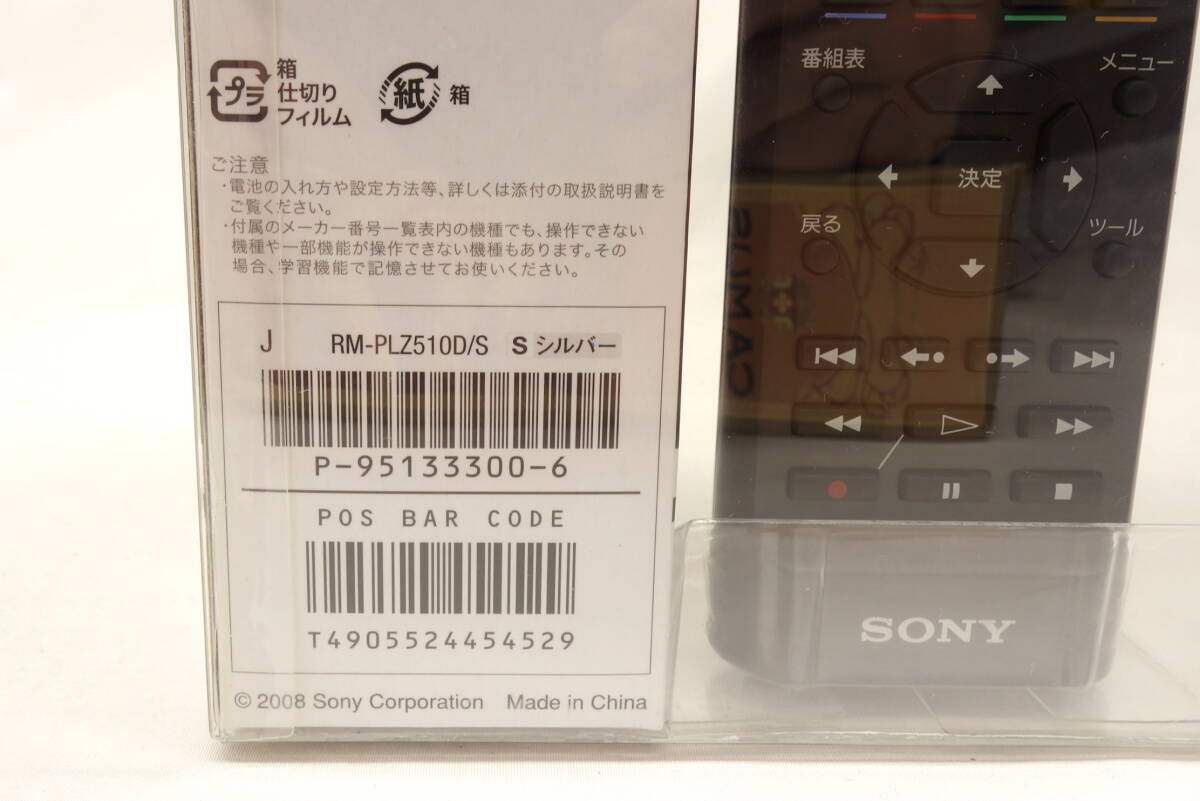 プラ
箱
仕切り
フィルム
紙
箱
ご注意
・電池の入れ方や設定方法等、詳しくは添付の取扱説明書を
ご覧ください。
・付属のメーカー番号一覧表内の機種でも、操作できない
機種や一部機能が操作できない機種もあります。その
場合、学習機能で記憶させてお使いください。
J RM-PLZ510D/S S シルバー
P-95133300-6
POS BAR CODE
T4905524454529
© 2008 Sony Corporation Made in China
番組表
メニュー
決定
戻る
ツール
SONY